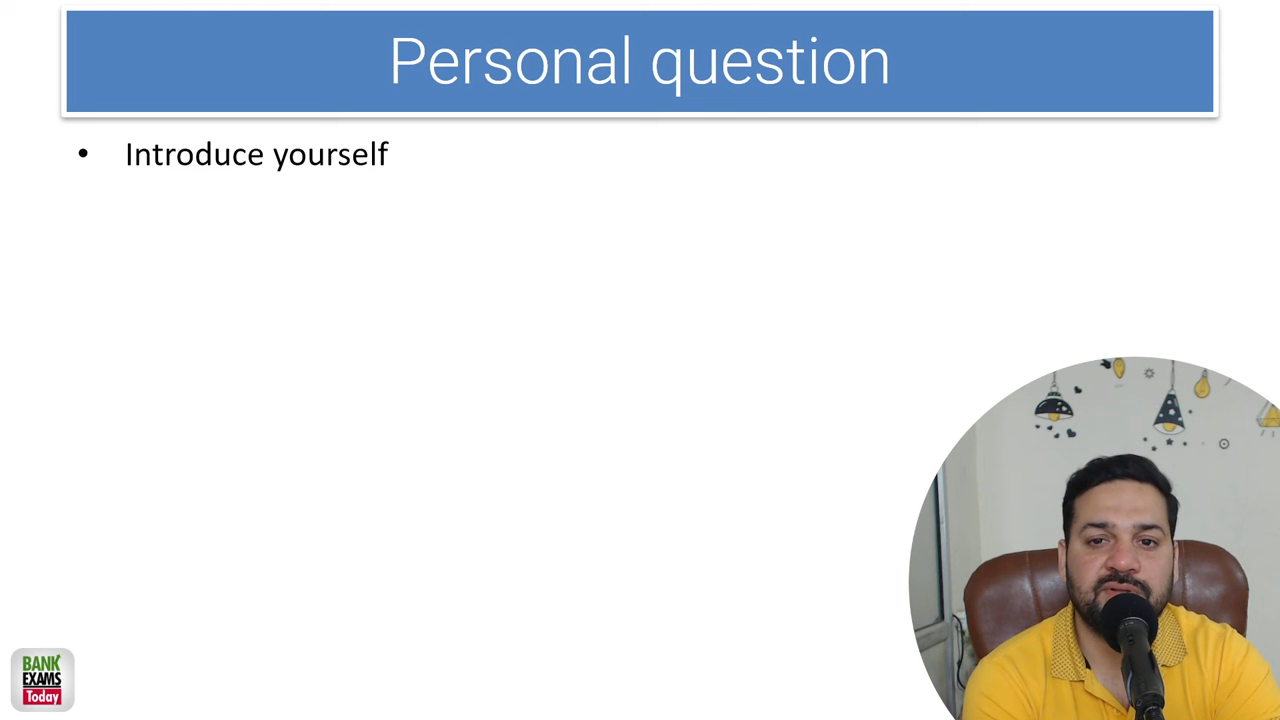 Personal question
• Introduce yourself
BANK
EXAMS
Today